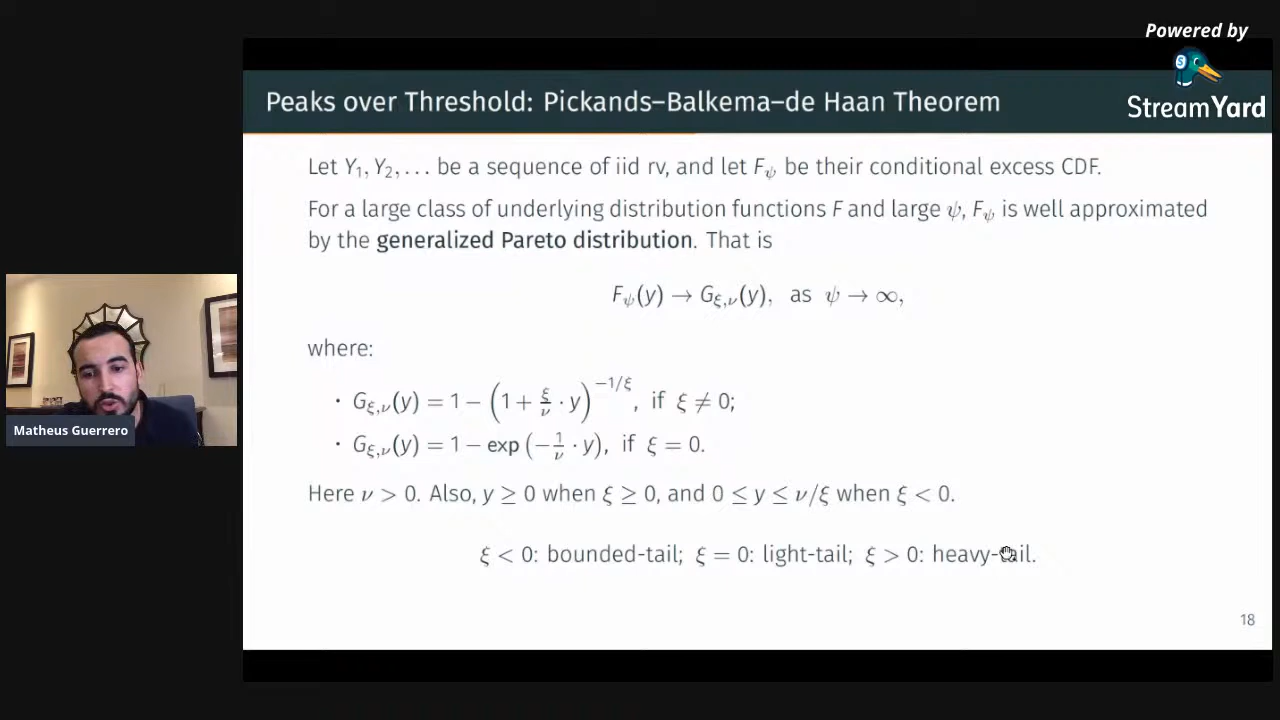 Powered by
StreamYard
Peaks over Threshold: Pickands–Balkema–de Haan Theorem
Let Y₁, Y₂, . . . be a sequence of iid rv, and let F_ψ be their conditional excess CDF.
For a large class of underlying distribution functions F and large ψ, F_ψ is well approximated
by the generalized Pareto distribution. That is
F_ψ(y) → G_ξ,ν(y), as ψ → ∞,
where:
• G_ξ,ν(y) = 1 − (1 + ξ/ν · y)^−1/ξ, if ξ ≠ 0;
• G_ξ,ν(y) = 1 − exp (−1/ν · y), if ξ = 0.
Here ν > 0. Also, y ≥ 0 when ξ ≥ 0, and 0 ≤ y ≤ ν/ξ when ξ < 0.
ξ < 0: bounded-tail; ξ = 0: light-tail; ξ > 0: heavy-tail.
18
Matheus Guerrero